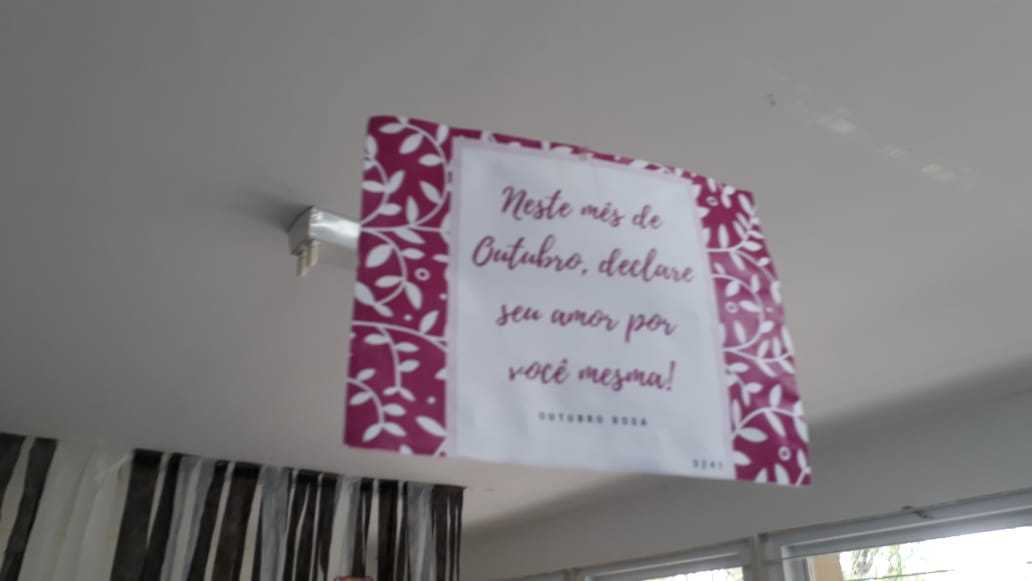 Neste mês de
Outubro, declare
seu amor por
você mesma!
OUTUBRO ROSA